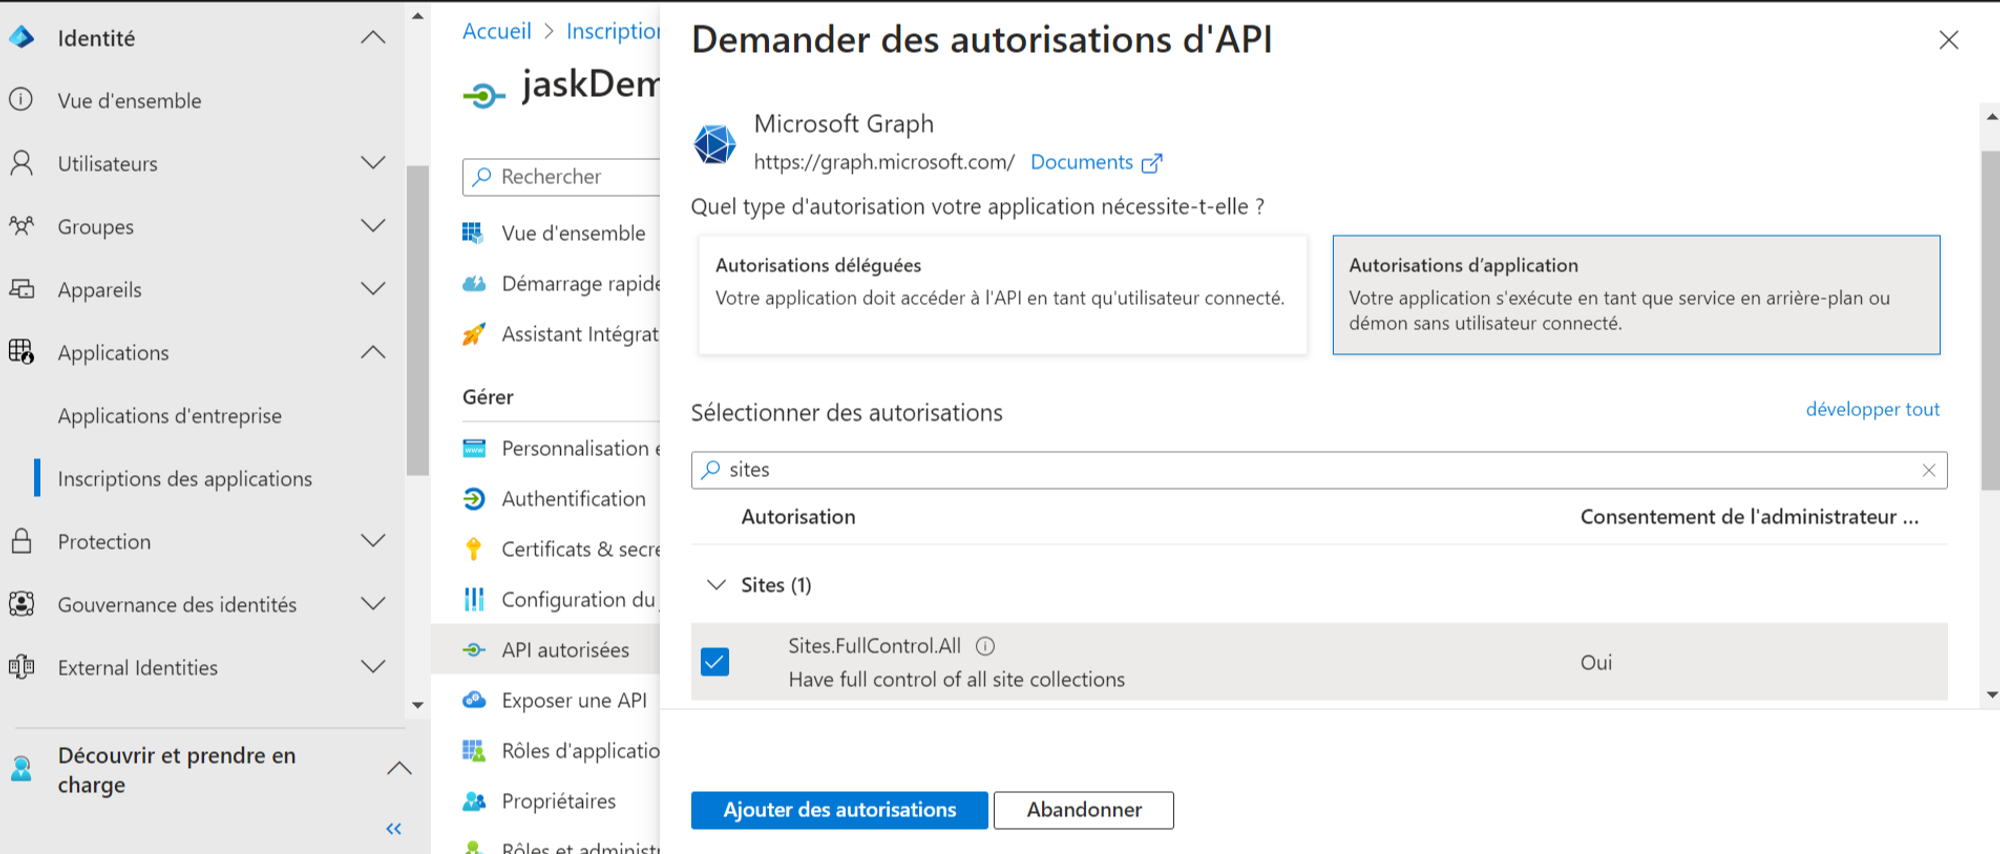 Identité
Vue d'ensemble
Utilisateurs
Groupes
Appareils
Applications
Applications d'entreprise
Inscriptions des applications
Protection
Gouvernance des identités
External Identities
Découvrir et prendre en
charge
Accueil > Inscription
jaskDem
Rechercher
Vue d'ensemble
Démarrage rapide
Assistant Intégrat
Gérer
Personnalisation e
Authentification
Certificats & secre
Configuration du j
API autorisées
Exposer une API
Rôles d'applicatio
Propriétaires
Rôles et administr
Demander des autorisations d'API
Microsoft Graph
https://graph.microsoft.com/ Documents
Quel type d'autorisation votre application nécessite-t-elle ?
Autorisations déléguées
Votre application doit accéder à l'API en tant qu'utilisateur connecté.
Autorisations d’application
Votre application s'exécute en tant que service en arrière-plan ou
démon sans utilisateur connecté.
Sélectionner des autorisations
développer tout
sites
Autorisation
Consentement de l'administrateur ...
Sites (1)
Sites.FullControl.All
Have full control of all site collections
Oui
Ajouter des autorisations
Abandonner